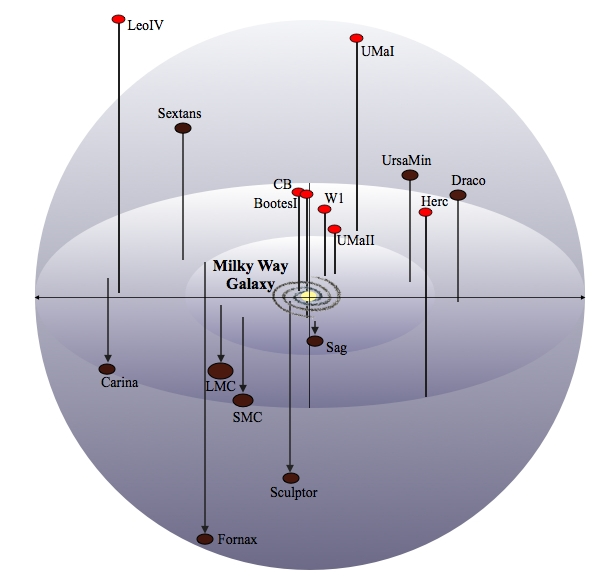 LeoIV
UMaI
Sextans
UrsaMin
Draco
CB
BootesI
W1
Herc
UMaII
Milky Way
Galaxy
Sag
Carina
LMC
SMC
Sculptor
Fornax